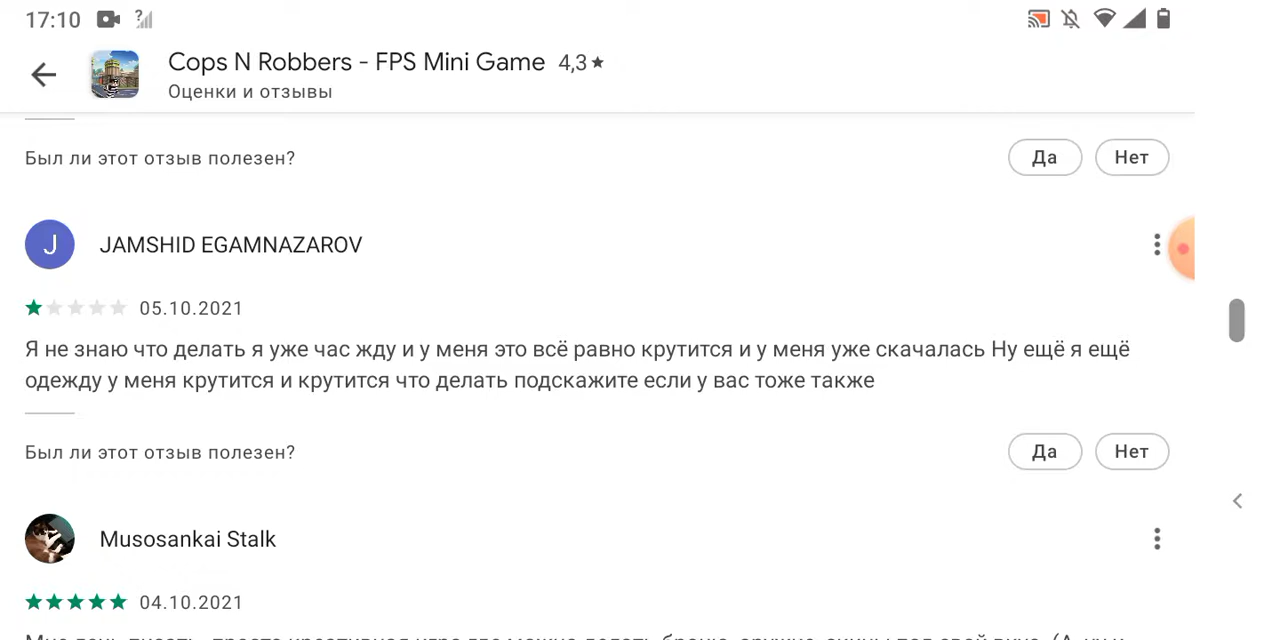 17:10
Cops N Robbers - FPS Mini Game 4,3★
Оценки и отзывы
Был ли этот отзыв полезен?
Да
Нет
J
JAMSHID EGAMNAZAROV
05.10.2021
Я не знаю что делать я уже час жду и у меня это всё равно крутится и у меня уже скачалась Ну ещё я ещё
одежду у меня крутится и крутится что делать подскажите если у вас тоже также
Был ли этот отзыв полезен?
Да
Нет
Musosankai Stalk
04.10.2021